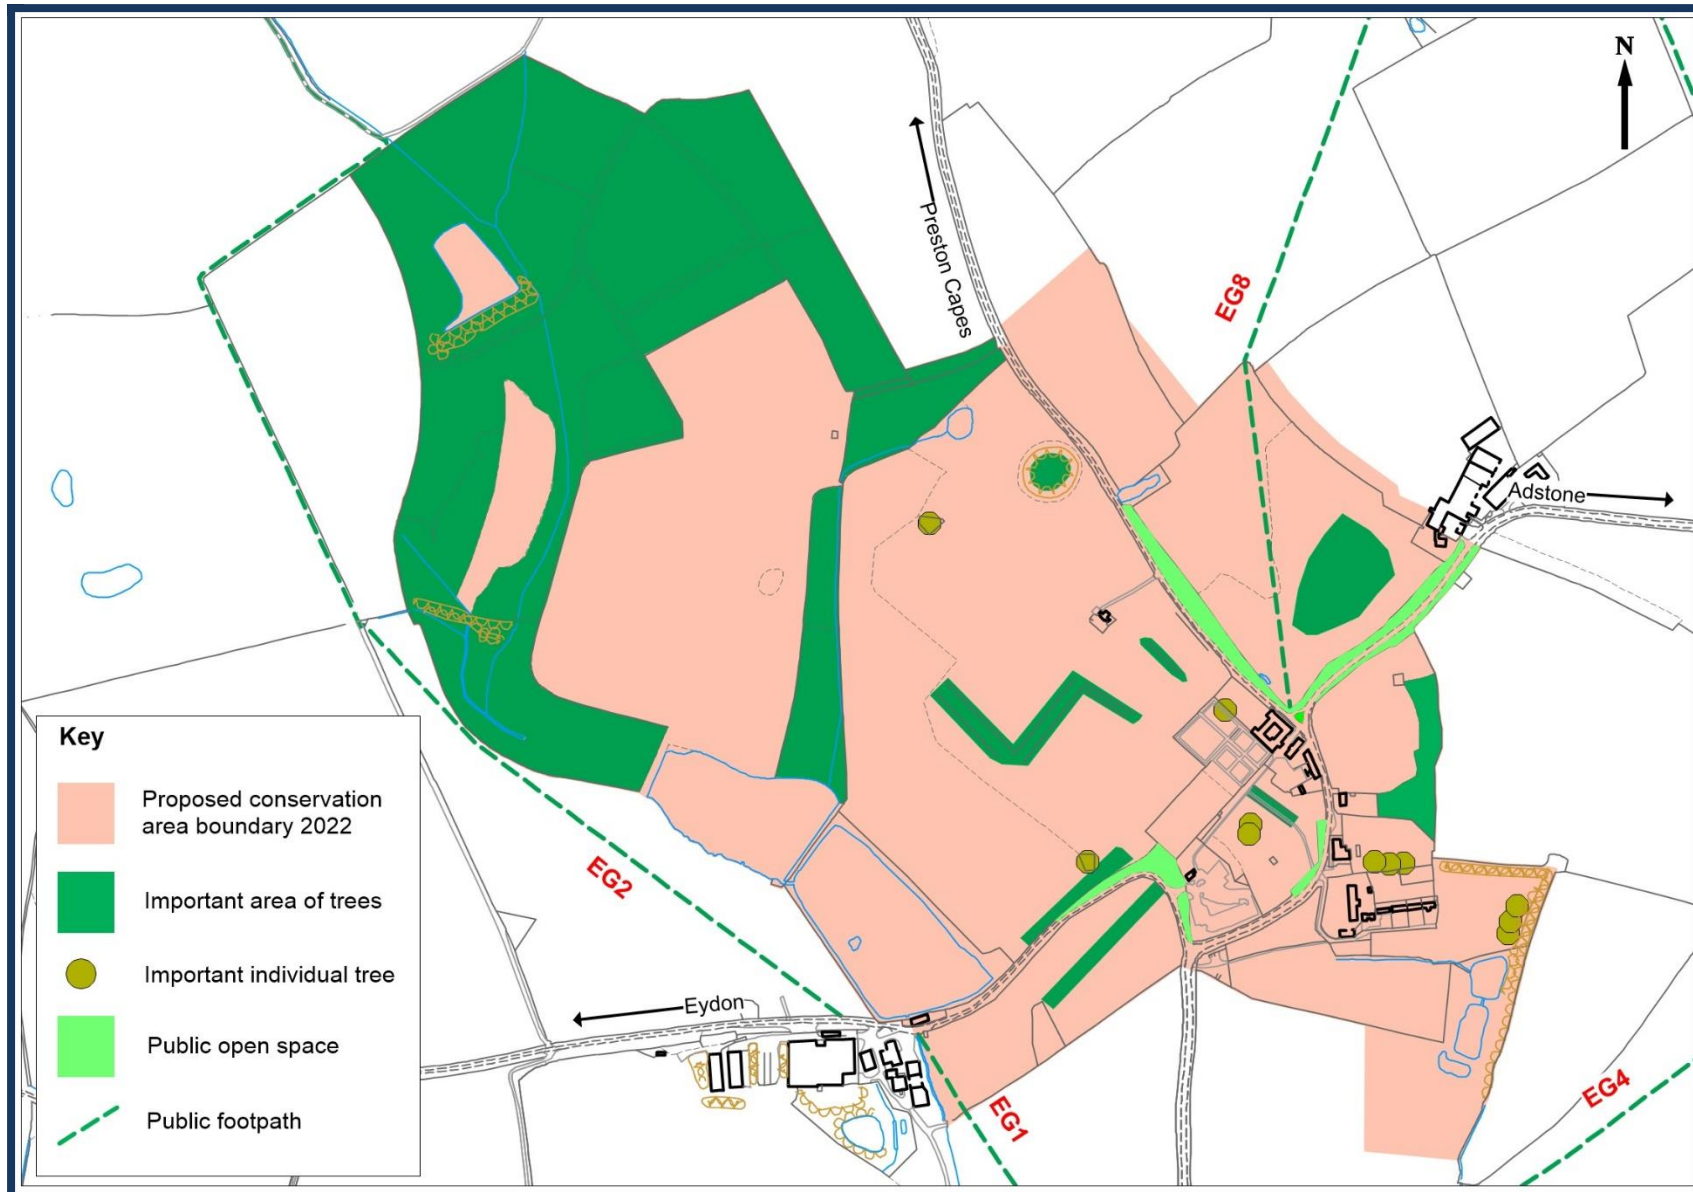 N
Preston Capes
EG8
Adstone
Key
Proposed conservation
area boundary 2022
Important area of trees
Important individual tree
Public open space
Public footpath
EG2
Eydon
EG1
EG4